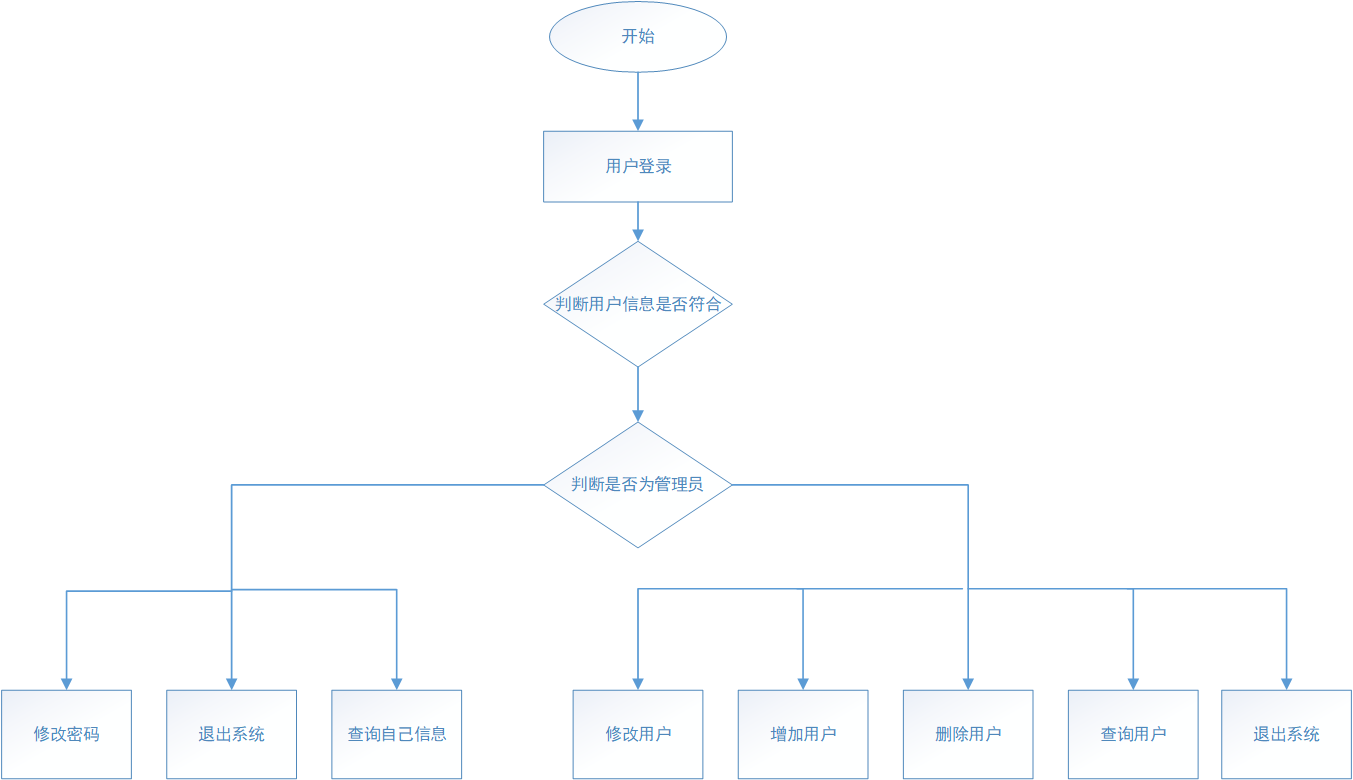 开始
用户登录
判断用户信息是否符合
判断是否为管理员
修改密码
退出系统
查询自己信息
修改用户
增加用户
删除用户
查询用户
退出系统